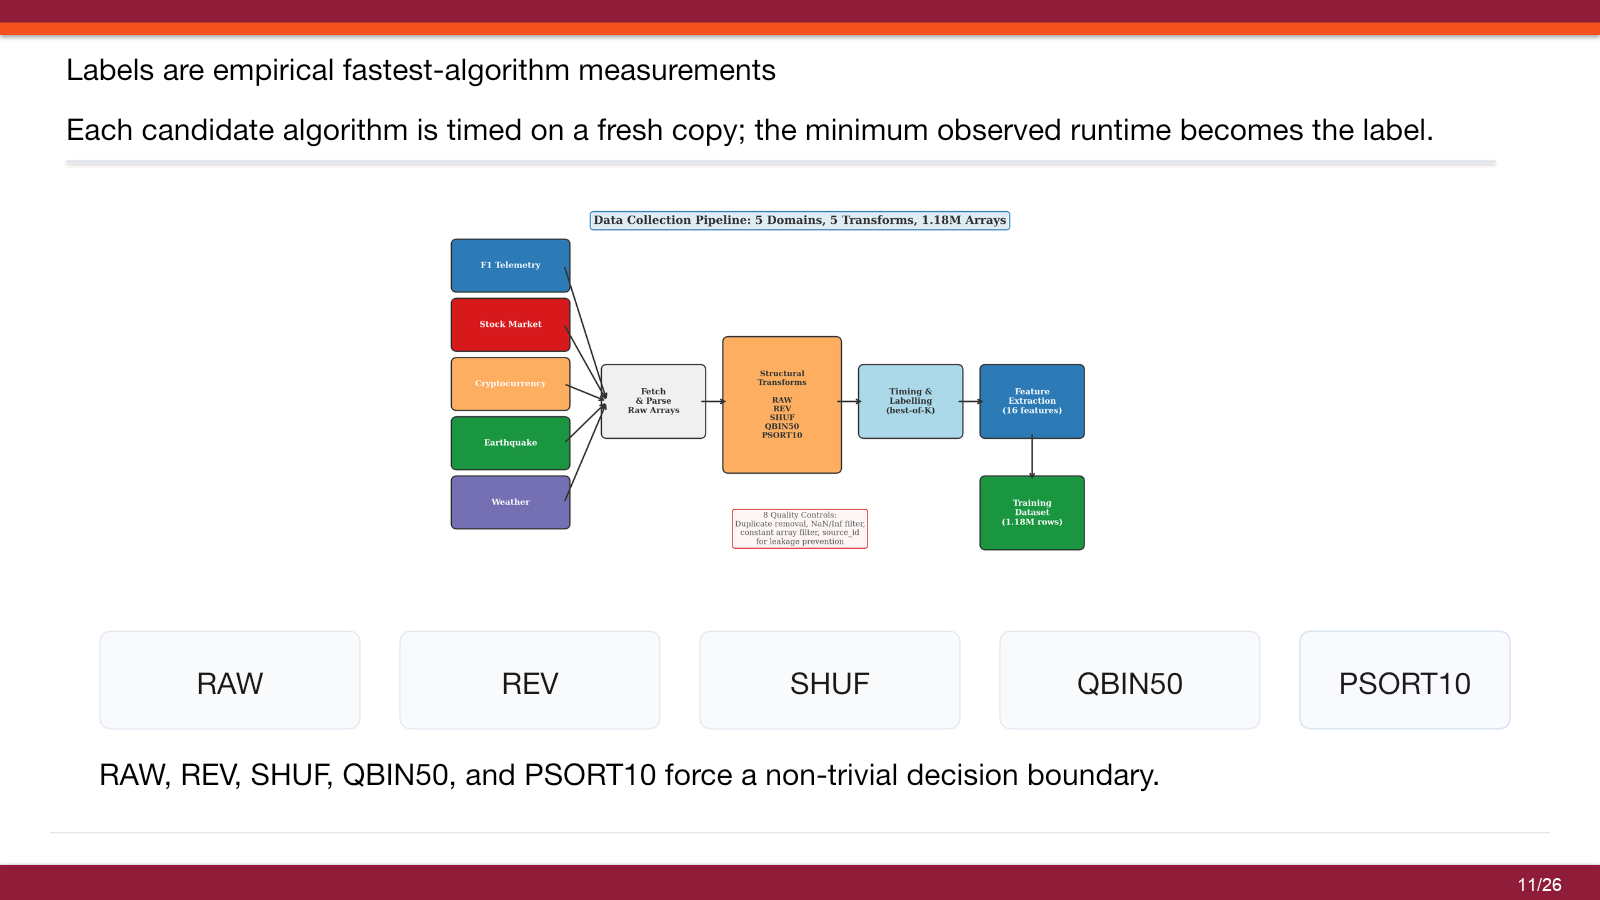 Labels are empirical fastest-algorithm measurements
Each candidate algorithm is timed on a fresh copy; the minimum observed runtime becomes the label.
Data Collection Pipeline: 5 Domains, 5 Transforms, 1.18M Arrays
F1 Telemetry
Stock Market
Cryptocurrency
Earthquake
Weather
Fetch
& Parse
Raw Arrays
Structural
Transforms
RAW
REV
SHUF
QBIN50
PSORT10
Timing &
Labelling
(best-of-K)
Feature
Extraction
(16 features)
Training
Dataset
(1.18M rows)
8 Quality Controls:
Duplicate removal, NaN/Inf filter,
constant array filter, source_id
for leakage prevention
RAW
REV
SHUF
QBIN50
PSORT10
RAW, REV, SHUF, QBIN50, and PSORT10 force a non-trivial decision boundary.
11/26